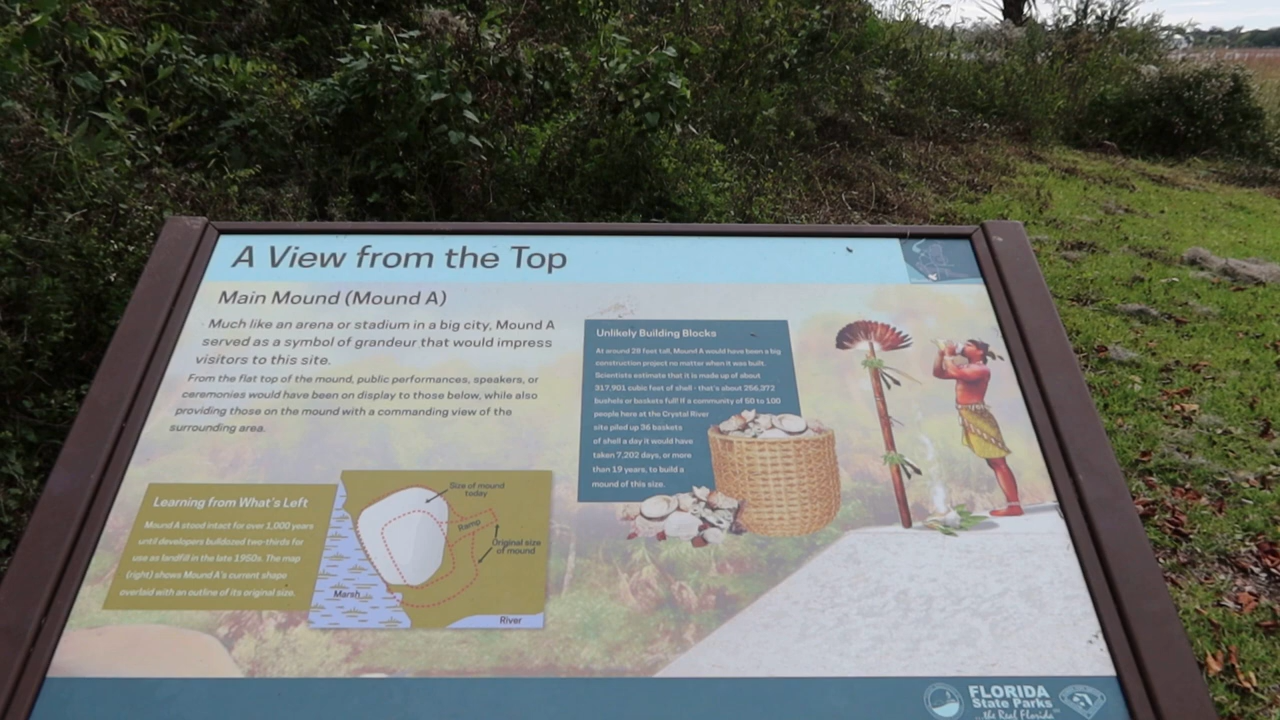 A View from the Top
Main Mound (Mound A)
Much like an arena or stadium in a big city, Mound A
served as a symbol of grandeur that would impress
visitors to this site.
From the flat top of the mound, public performances, speakers, or
ceremonies would have been on display to those below, while also
providing those on the mound with a commanding view of the
surrounding area.
Unlikely Building Blocks
At around 28 feet tall, Mound A would have been a big
construction project no matter when it was built.
Scientists estimate that it is made up of about
317,901 cubic feet of shell - that's about 256,372
bushels or baskets full! If a community of 50 to 100
people here at the Crystal River
site piled up 36 baskets
of shell a day it would have
taken 7,202 days, or more
than 19 years, to build a
mound of this size.
Learning from What's Left
Mound A stood intact for over 1,000 years
until developers bulldozed two-thirds for
use as landfill in the late 1950s. The map
(right) shows Mound A's current shape
overlaid with an outline of its original size.
Size of mound
today
Ramp
Original size
of mound
Marsh
River
FLORIDA
State Parks
...the Real Florida